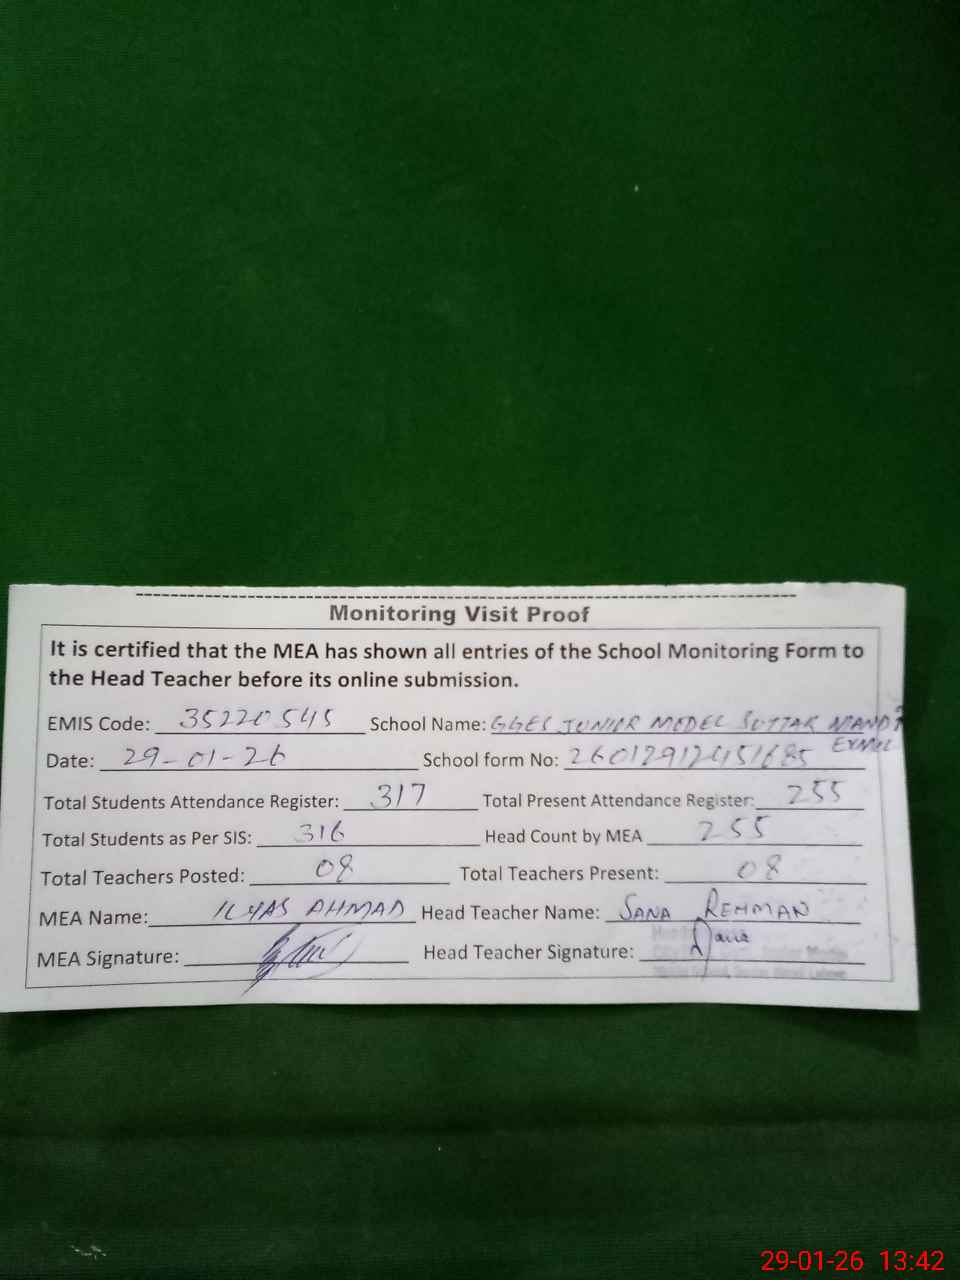 Monitoring Visit Proof
It is certified that the MEA has shown all entries of the School Monitoring Form to
the Head Teacher before its online submission.
EMIS Code: 35220545 School Name: GGES JUNIOR MODEL SUTTAR MANDI
Date: 29-01-26 School form No: 26012912451685
Total Students Attendance Register: 317 Total Present Attendance Register: 255
Total Students as Per SIS: 316 Head Count by MEA 255
Total Teachers Posted: 08 Total Teachers Present: 08
MEA Name: ILYAS AHMAD Head Teacher Name: SANA REHMAN
MEA Signature: Head Teacher Signature:
29-01-26 13:42